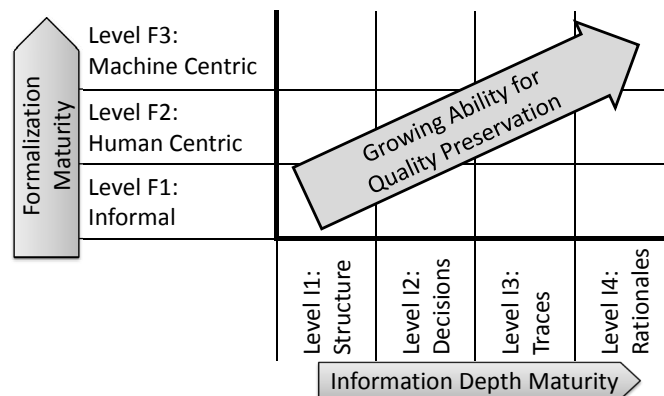 Formalization
Maturity
Level F3:
Machine Centric
Level F2:
Human Centric
Level F1:
Informal
Growing Ability for
Quality Preservation
Level I1:
Structure
Level I2:
Decisions
Level I3:
Traces
Level I4:
Rationales
Information Depth Maturity